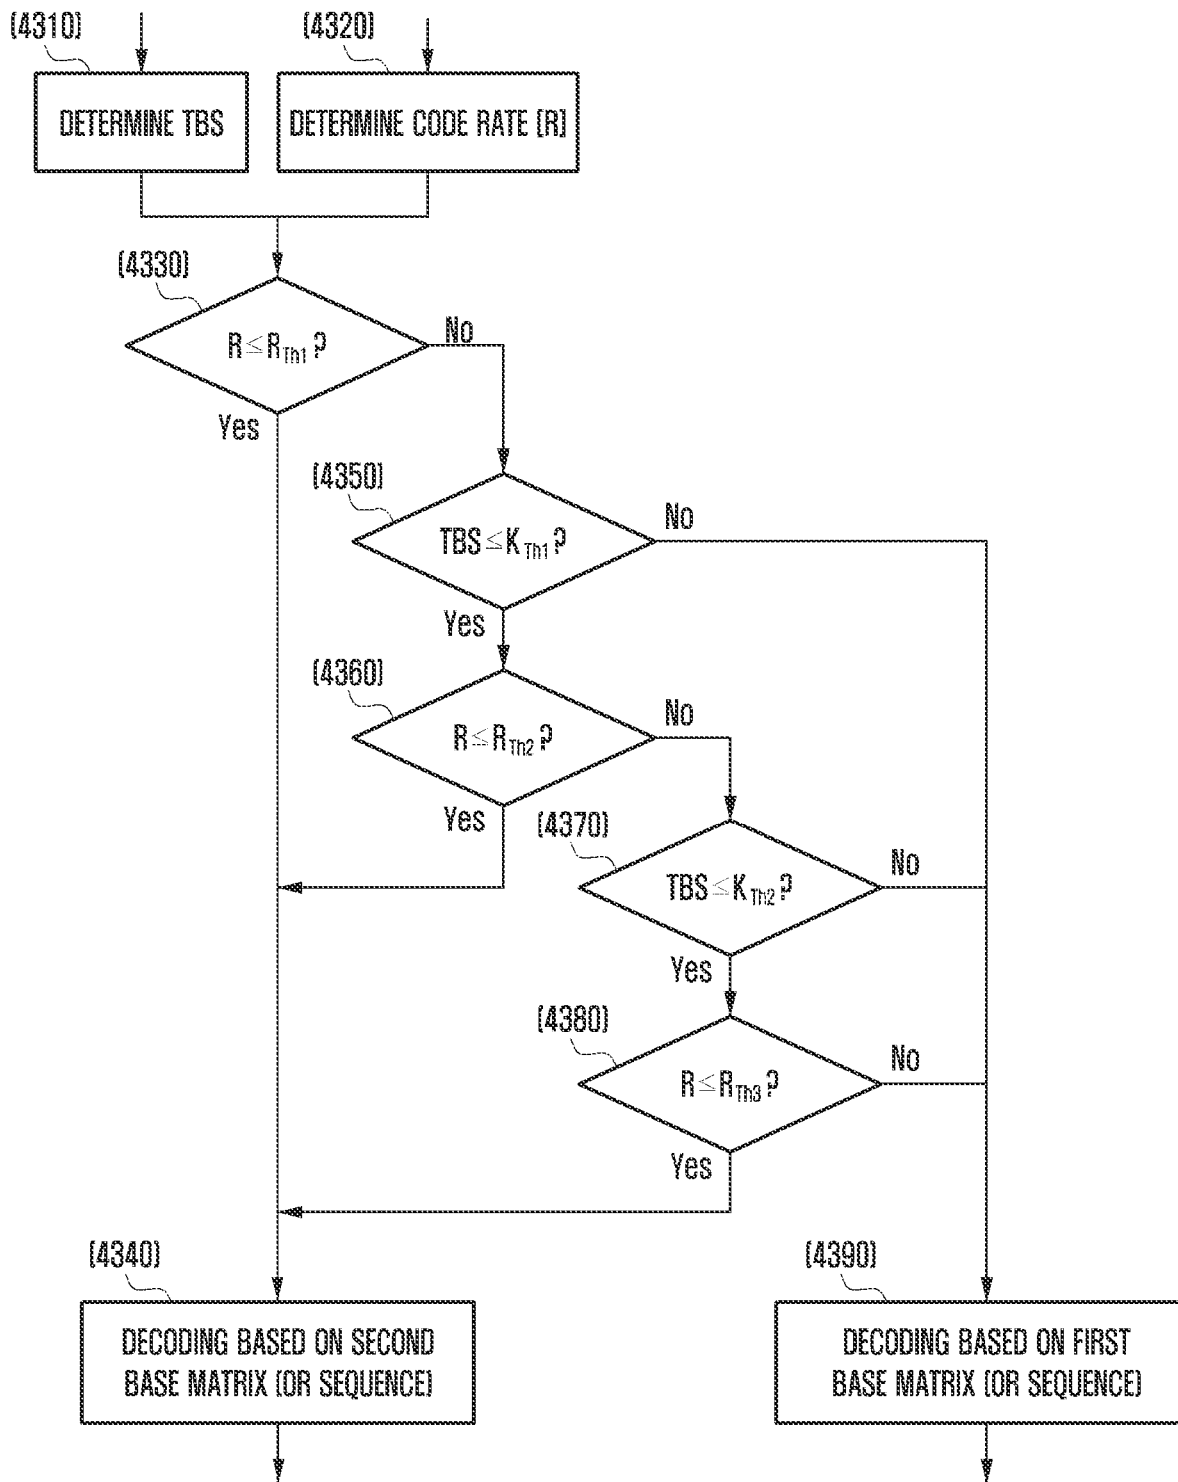 (4310)
(4320)
DETERMINE TBS
DETERMINE CODE RATE (R)
(4330)
R≤R_Th1?
No
Yes
(4350)
TBS≤K_Th1?
No
Yes
(4360)
R≤R_Th2?
No
Yes
(4370)
TBS≤K_Th2?
No
Yes
(4380)
R≤R_Th3?
No
Yes
(4340)
(4390)
DECODING BASED ON SECOND
BASE MATRIX (OR SEQUENCE)
DECODING BASED ON FIRST
BASE MATRIX (OR SEQUENCE)